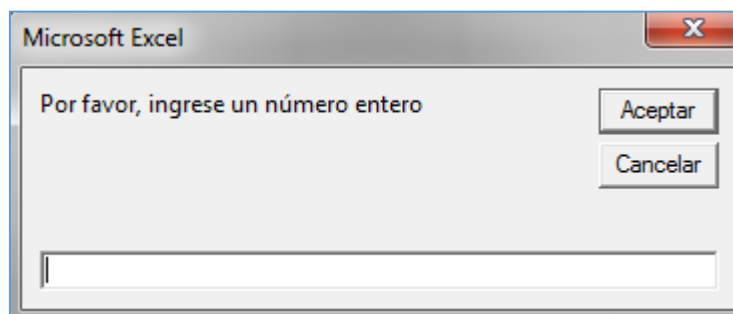 Microsoft Excel
Por favor, ingrese un número entero
Aceptar
Cancelar